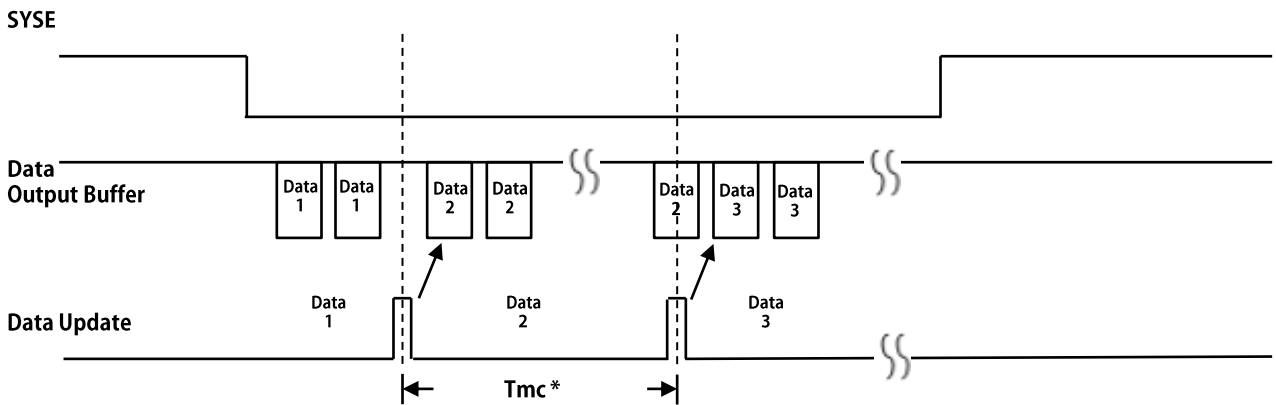 SYSE
Data
Output Buffer
Data
1
Data
1
Data
2
Data
2
Data
2
Data
3
Data
3
Data Update
Data
1
Data
2
Data
3
Tmc *